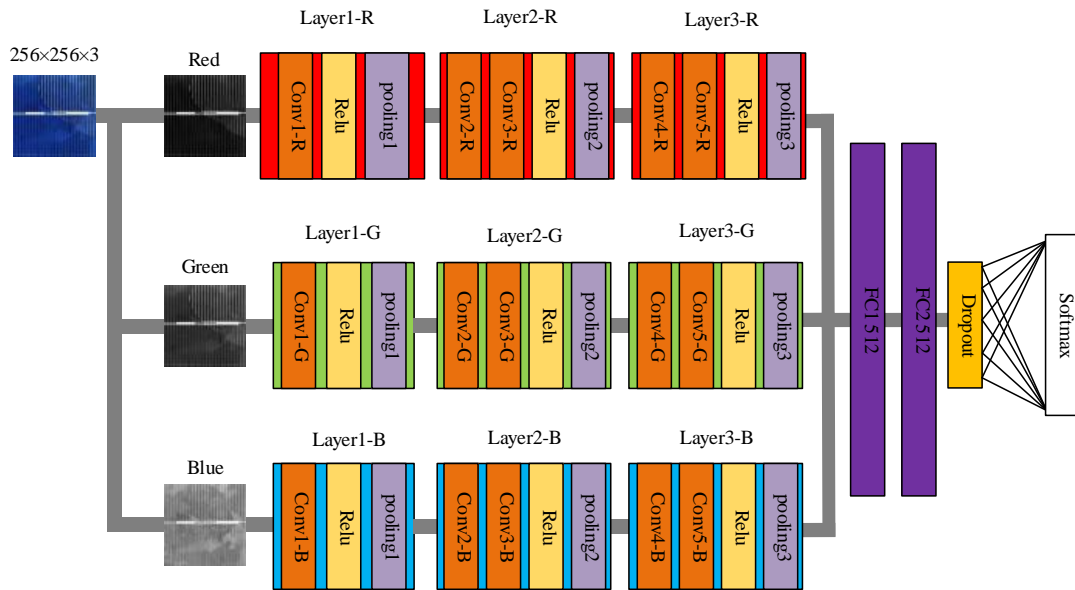 256×256×3
Red
Layer1-R
Conv1-R
Relu
pooling1
Layer2-R
Conv2-R
Conv3-R
Relu
pooling2
Layer3-R
Conv4-R
Conv5-R
Relu
pooling3
Green
Layer1-G
Conv1-G
Relu
pooling1
Layer2-G
Conv2-G
Conv3-G
Relu
pooling2
Layer3-G
Conv4-G
Conv5-G
Relu
pooling3
Blue
Layer1-B
Conv1-B
Relu
pooling1
Layer2-B
Conv2-B
Conv3-B
Relu
pooling2
Layer3-B
Conv4-B
Conv5-B
Relu
pooling3
FC1 512
FC2 512
Dropout
Softmax